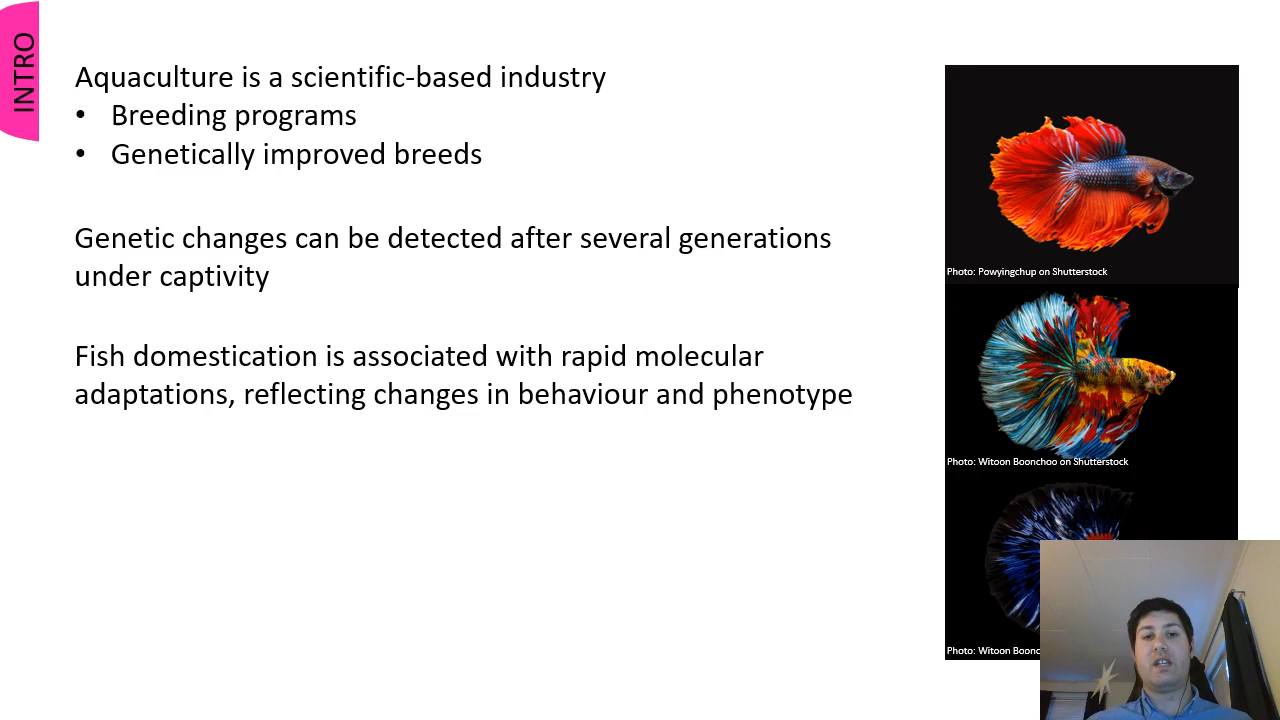 INTRO
Aquaculture is a scientific-based industry
• Breeding programs
• Genetically improved breeds
Genetic changes can be detected after several generations
under captivity
Fish domestication is associated with rapid molecular
adaptations, reflecting changes in behaviour and phenotype
Photo: Powyingchup on Shutterstock
Photo: Witoon Boonchoo on Shutterstock
Photo: Witoon